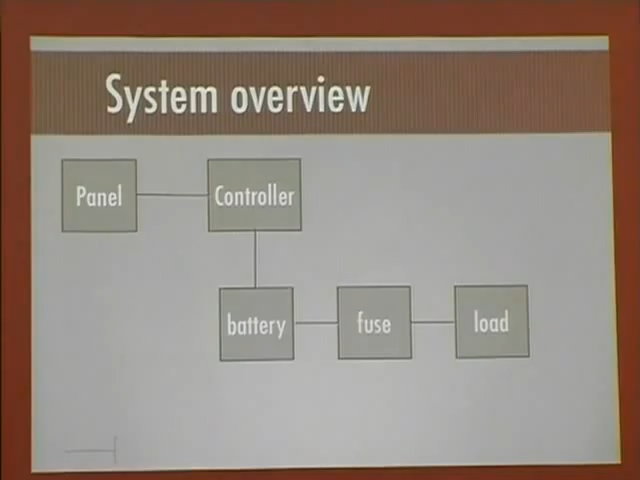 System overview
Panel
Controller
battery
fuse
load